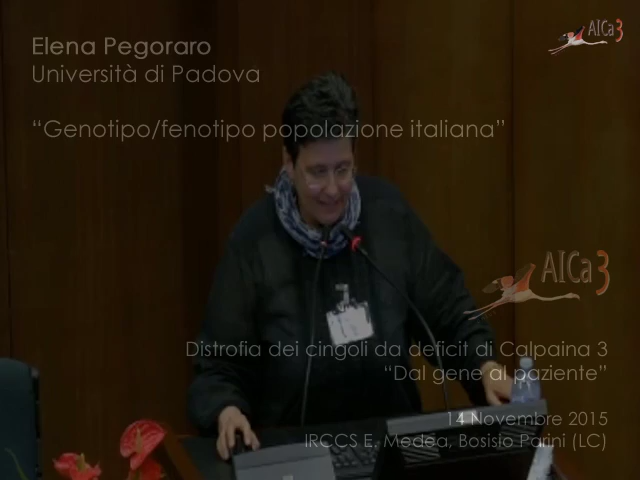 Elena Pegoraro
AICa3
Università di Padova
“Genotipo/fenotipo popolazione italiana”
AICa3
Distrofia dei cingoli da deficit di Calpaina 3
“Dal gene al paziente”
14 Novembre 2015
IRCCS E. Medea, Bosisio Parini (LC)